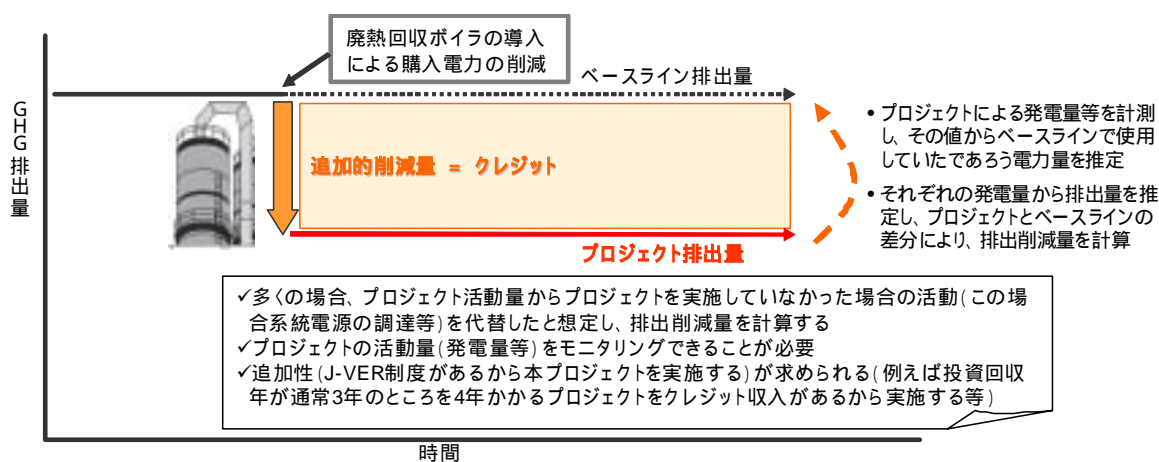 廃熱回収ボイラの導入
による購入電力の削減
ベースライン排出量
GHG排出量
追加的削減量 = クレジット
プロジェクト排出量
• プロジェクトによる発電量等を計測
し、その値からベースラインで使用
していたであろう電力量を推定
• それぞれの発電量から排出量を推
定し、プロジェクトとベースラインの
差分により、排出削減量を計算
✓多くの場合、プロジェクト活動量からプロジェクトを実施していなかった場合の活動(この場
合系統電源の調達等)を代替したと想定し、排出削減量を計算する
✓プロジェクトの活動量(発電量等)をモニタリングできることが必要
✓追加性(J-VER制度があるから本プロジェクトを実施する)が求められる(例えば投資回収
年が通常3年のところを4年かかるプロジェクトをクレジット収入があるから実施する等)
時間